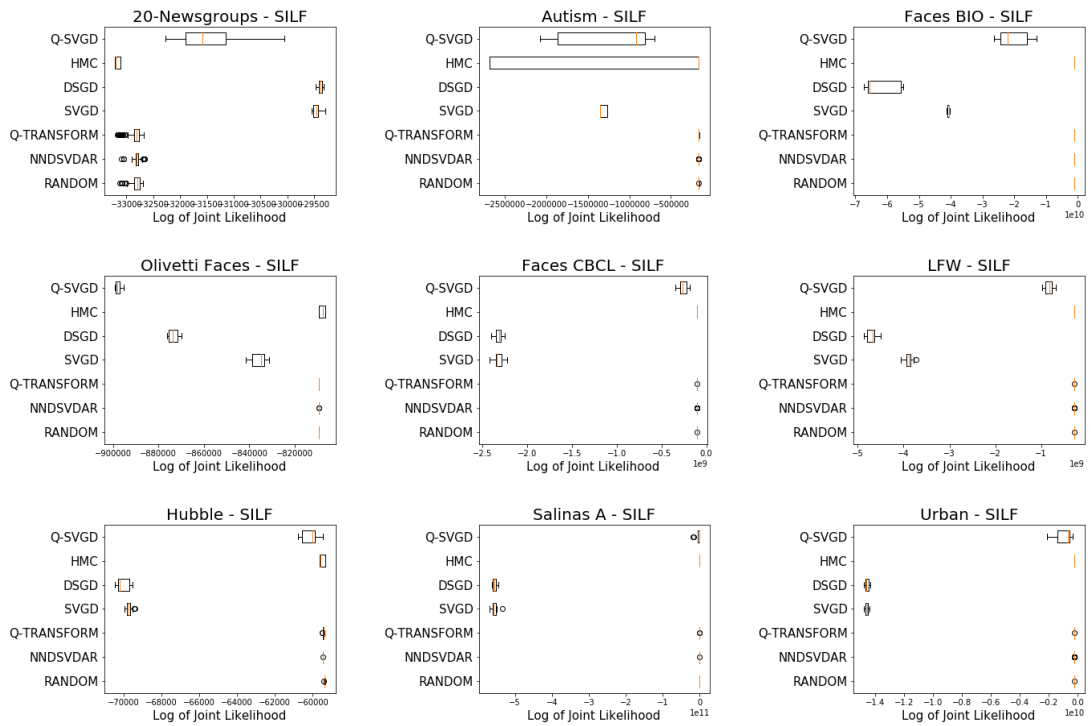 20-Newsgroups - SILF
Q-SVGD
HMC
DSGD
SVGD
Q-TRANSFORM
NNDSVDAR
RANDOM
−33000 −32500 −32000 −31500 −31000 −30500 −30000 −29500
Log of Joint Likelihood
Autism - SILF
Q-SVGD
HMC
DSGD
SVGD
Q-TRANSFORM
NNDSVDAR
RANDOM
−2500000 −2000000 −1500000 −1000000 −500000
Log of Joint Likelihood
Faces BIO - SILF
Q-SVGD
HMC
DSGD
SVGD
Q-TRANSFORM
NNDSVDAR
RANDOM
−7 −6 −5 −4 −3 −2 −1 0
1e10
Log of Joint Likelihood
Olivetti Faces - SILF
Q-SVGD
HMC
DSGD
SVGD
Q-TRANSFORM
NNDSVDAR
RANDOM
−900000 −880000 −860000 −840000 −820000
Log of Joint Likelihood
Faces CBCL - SILF
Q-SVGD
HMC
DSGD
SVGD
Q-TRANSFORM
NNDSVDAR
RANDOM
−2.5 −2.0 −1.5 −1.0 −0.5 0.0
1e9
Log of Joint Likelihood
LFW - SILF
Q-SVGD
HMC
DSGD
SVGD
Q-TRANSFORM
NNDSVDAR
RANDOM
−5 −4 −3 −2 −1
1e9
Log of Joint Likelihood
Hubble - SILF
Q-SVGD
HMC
DSGD
SVGD
Q-TRANSFORM
NNDSVDAR
RANDOM
−70000 −68000 −66000 −64000 −62000 −60000
Log of Joint Likelihood
Salinas A - SILF
Q-SVGD
HMC
DSGD
SVGD
Q-TRANSFORM
NNDSVDAR
RANDOM
−5 −4 −3 −2 −1 0
1e11
Log of Joint Likelihood
Urban - SILF
Q-SVGD
HMC
DSGD
SVGD
Q-TRANSFORM
NNDSVDAR
RANDOM
−1.4 −1.2 −1.0 −0.8 −0.6 −0.4 −0.2 0.0
1e10
Log of Joint Likelihood